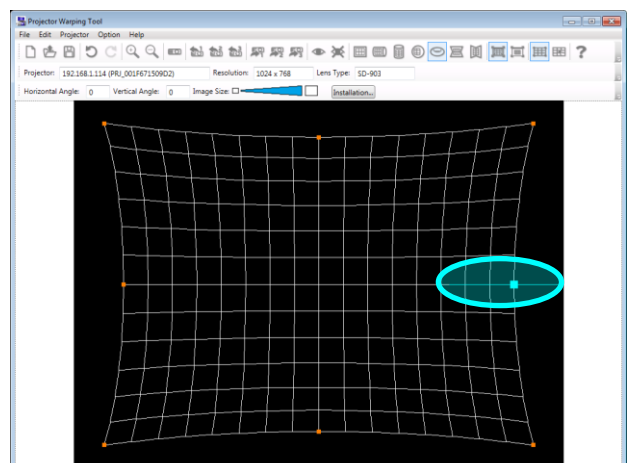 Projector Warping Tool
File Edit Projector Option Help
Projector: 192.168.1.114 (PRJ_001F671509D2) Resolution: 1024 x 768 Lens Type: SD-903
Horizontal Angle: 0 Vertical Angle: 0 Image Size: Installation...